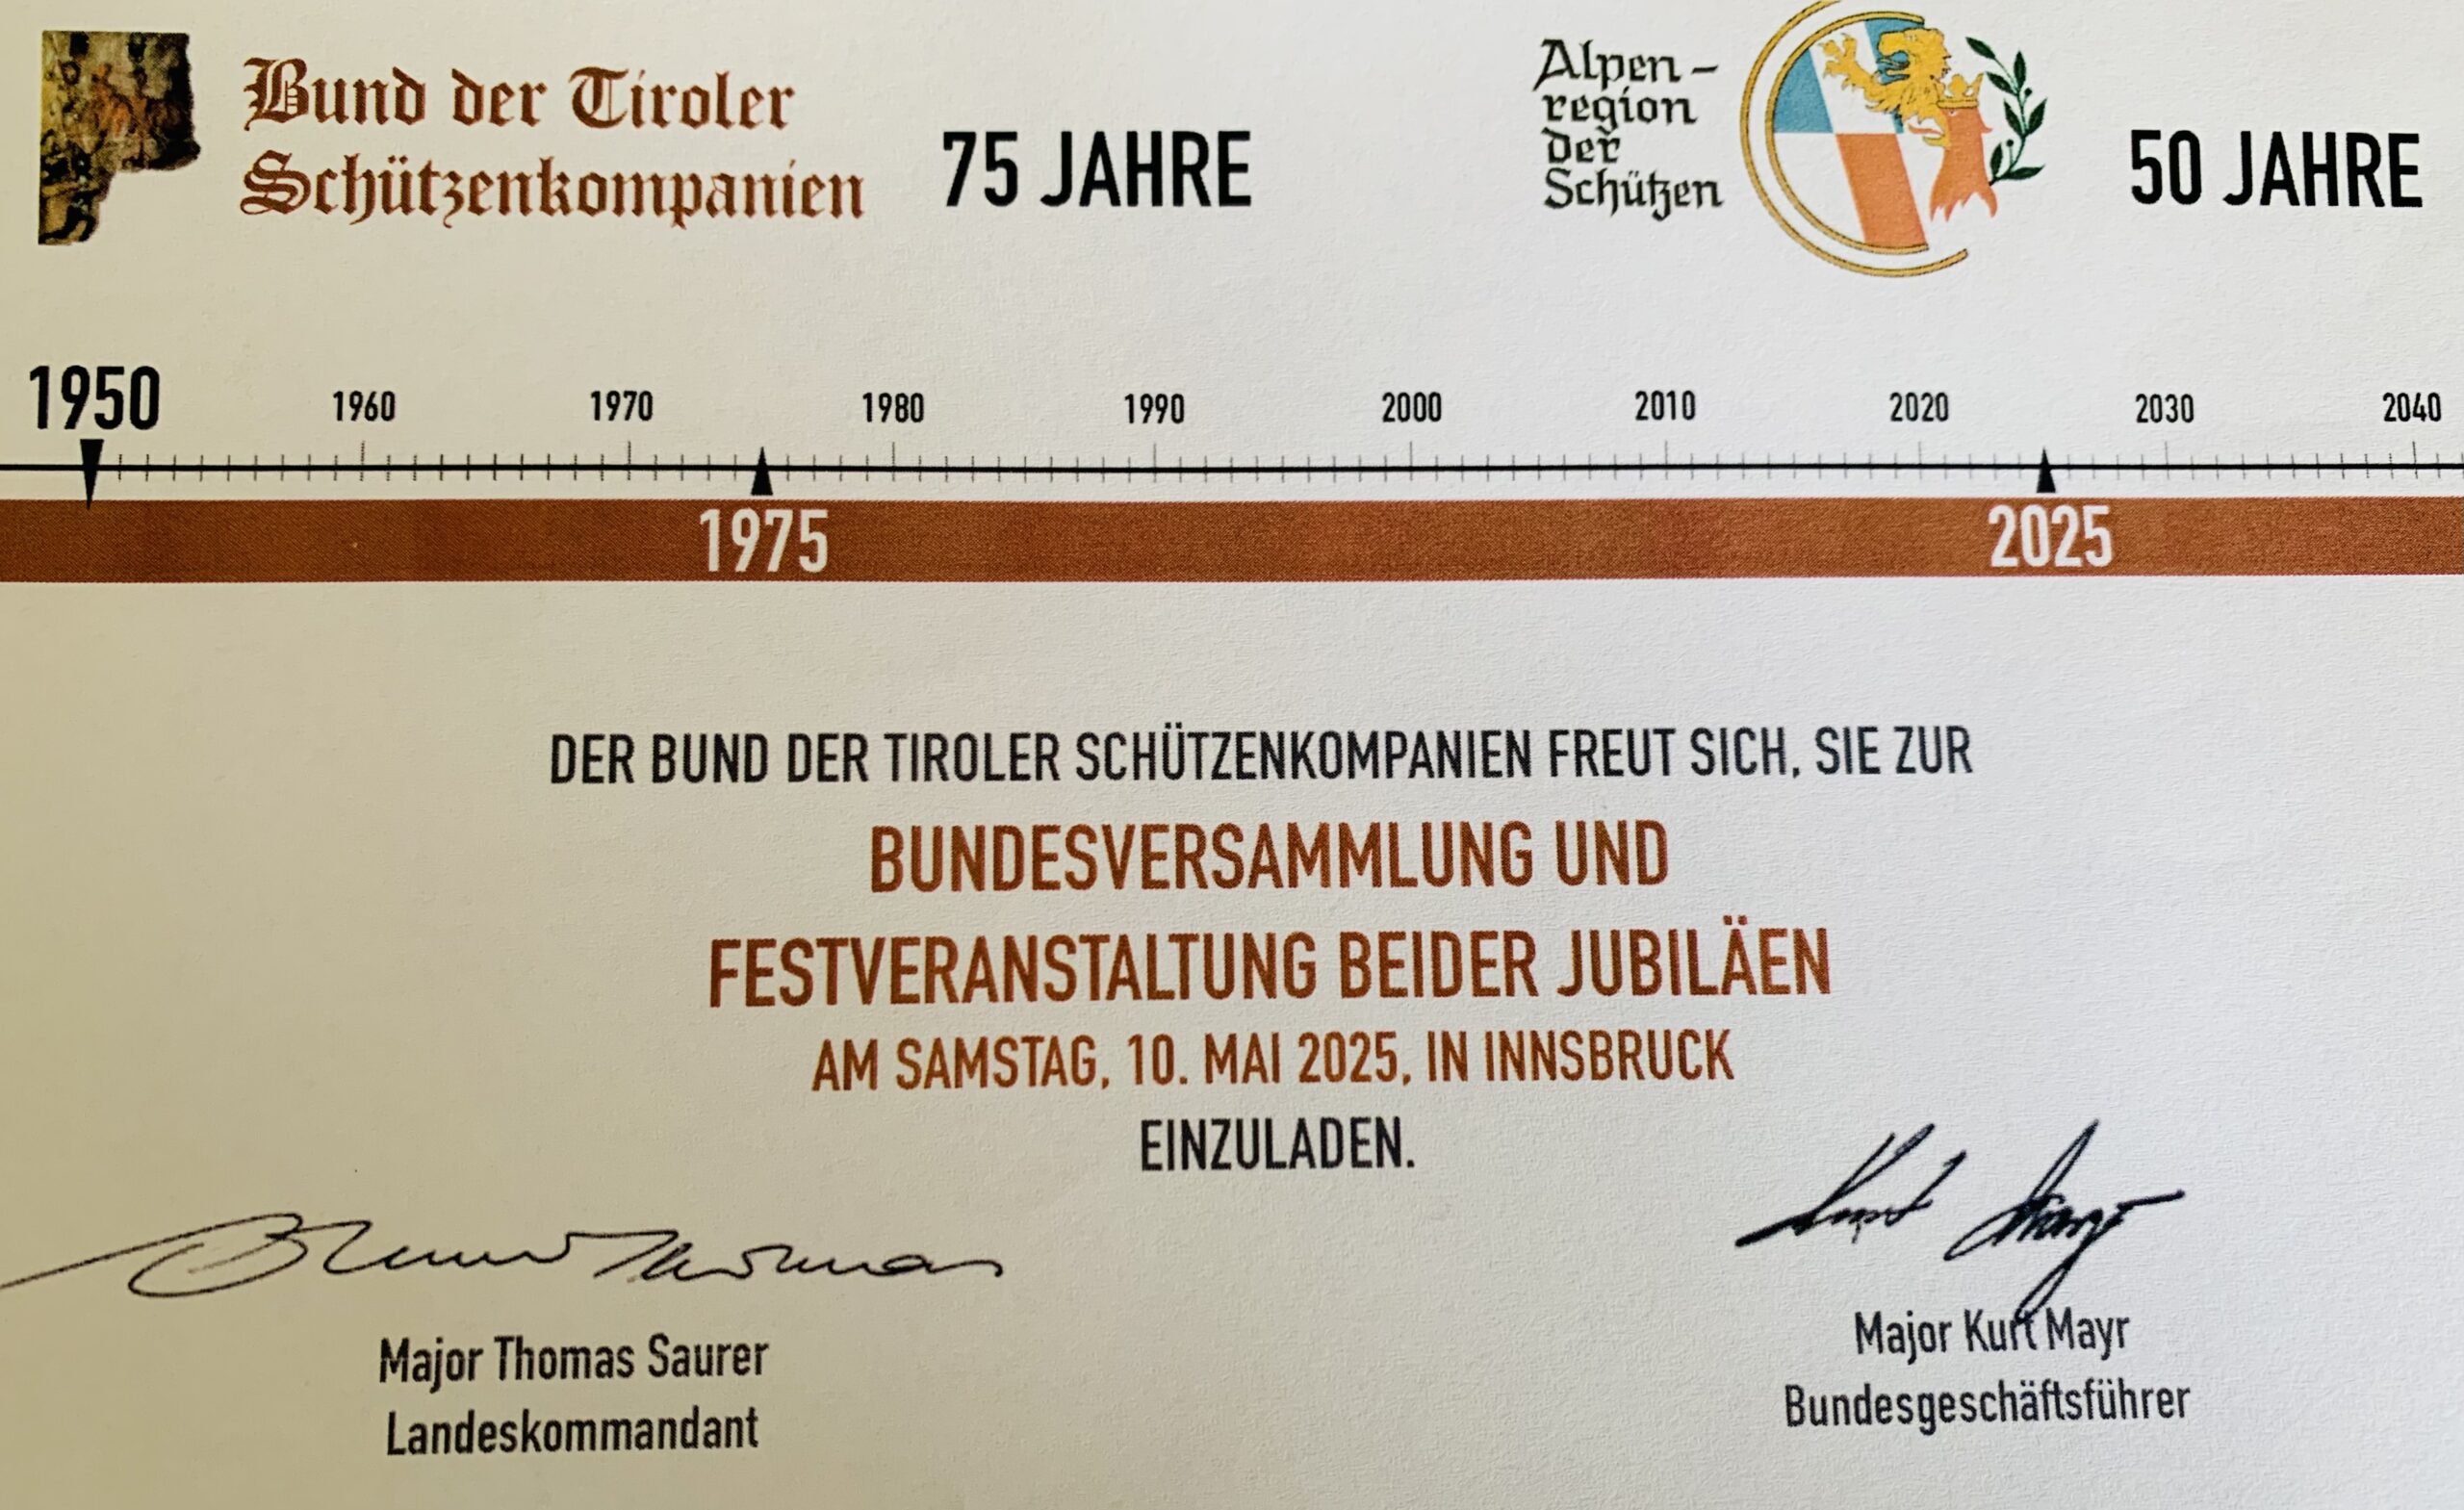 Bund der Tiroler
Schützenkompanien
75 JAHRE
Alpen-
region
der
Schützen
50 JAHRE
1950 1960 1970 1980 1990 2000 2010 2020 2030 2040
1975 2025
DER BUND DER TIROLER SCHÜTZENKOMPANIEN FREUT SICH, SIE ZUR
BUNDESVERSAMMLUNG UND
FESTVERANSTALTUNG BEIDER JUBILÄEN
AM SAMSTAG, 10. MAI 2025, IN INNSBRUCK
EINZULADEN.
Major Thomas Saurer
Landeskommandant
Major Kurt Mayr
Bundesgeschäftsführer